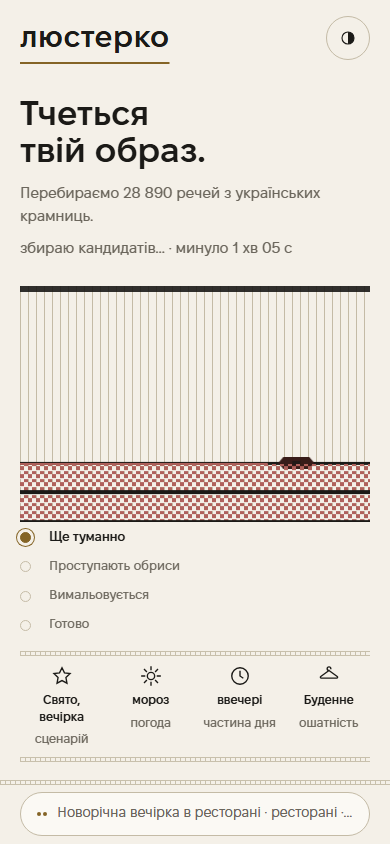 люстерко
Тчеться
твій образ.
Перебираємо 28 890 речей з українських
крамниць.
збираю кандидатів… · минуло 1 хв 05 с
Ще туманно
Проступають обриси
Вимальовується
Готово
Свято,
вечірка
сценарій
мороз
погода
ввечері
частина дня
Буденне
ошатність
Новорічна вечірка в ресторані · ресторані ·…